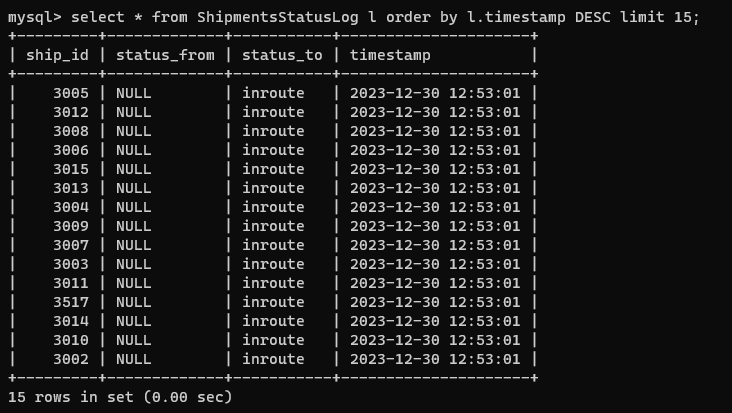 mysql> select * from ShipmentsStatusLog l order by l.timestamp DESC limit 15;
+---------+-------------+-----------+---------------------+
| ship_id | status_from | status_to | timestamp           |
+---------+-------------+-----------+---------------------+
|    3005 | NULL        | inroute   | 2023-12-30 12:53:01 |
|    3012 | NULL        | inroute   | 2023-12-30 12:53:01 |
|    3008 | NULL        | inroute   | 2023-12-30 12:53:01 |
|    3006 | NULL        | inroute   | 2023-12-30 12:53:01 |
|    3015 | NULL        | inroute   | 2023-12-30 12:53:01 |
|    3013 | NULL        | inroute   | 2023-12-30 12:53:01 |
|    3004 | NULL        | inroute   | 2023-12-30 12:53:01 |
|    3009 | NULL        | inroute   | 2023-12-30 12:53:01 |
|    3007 | NULL        | inroute   | 2023-12-30 12:53:01 |
|    3003 | NULL        | inroute   | 2023-12-30 12:53:01 |
|    3011 | NULL        | inroute   | 2023-12-30 12:53:01 |
|    3517 | NULL        | inroute   | 2023-12-30 12:53:01 |
|    3014 | NULL        | inroute   | 2023-12-30 12:53:01 |
|    3010 | NULL        | inroute   | 2023-12-30 12:53:01 |
|    3002 | NULL        | inroute   | 2023-12-30 12:53:01 |
+---------+-------------+-----------+---------------------+
15 rows in set (0.00 sec)